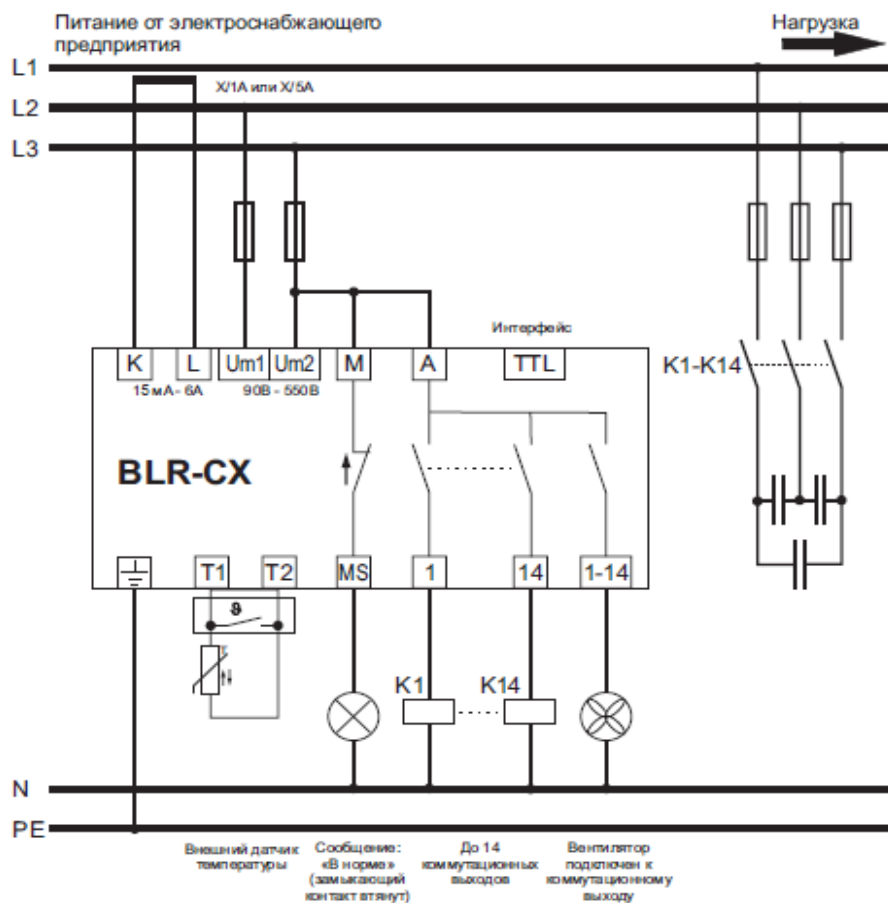 Питание от электроснабжающего
предприятия
Нагрузка
L1
X/1A или X/5A
L2
L3
Интерфейс
K L Um1 Um2 M A TTL
15мА- 6А 90В - 550В
K1-K14
BLR-CX
T1 T2 MS 1 14 1-14
ϑ
K1 K14
N
PE
Внешний датчик
температуры
Сообщение:
«В норме»
(замыкающий
контакт втянут)
До 14
коммутационных
выходов
Вентилятор
подключен к
коммутационному
выходу